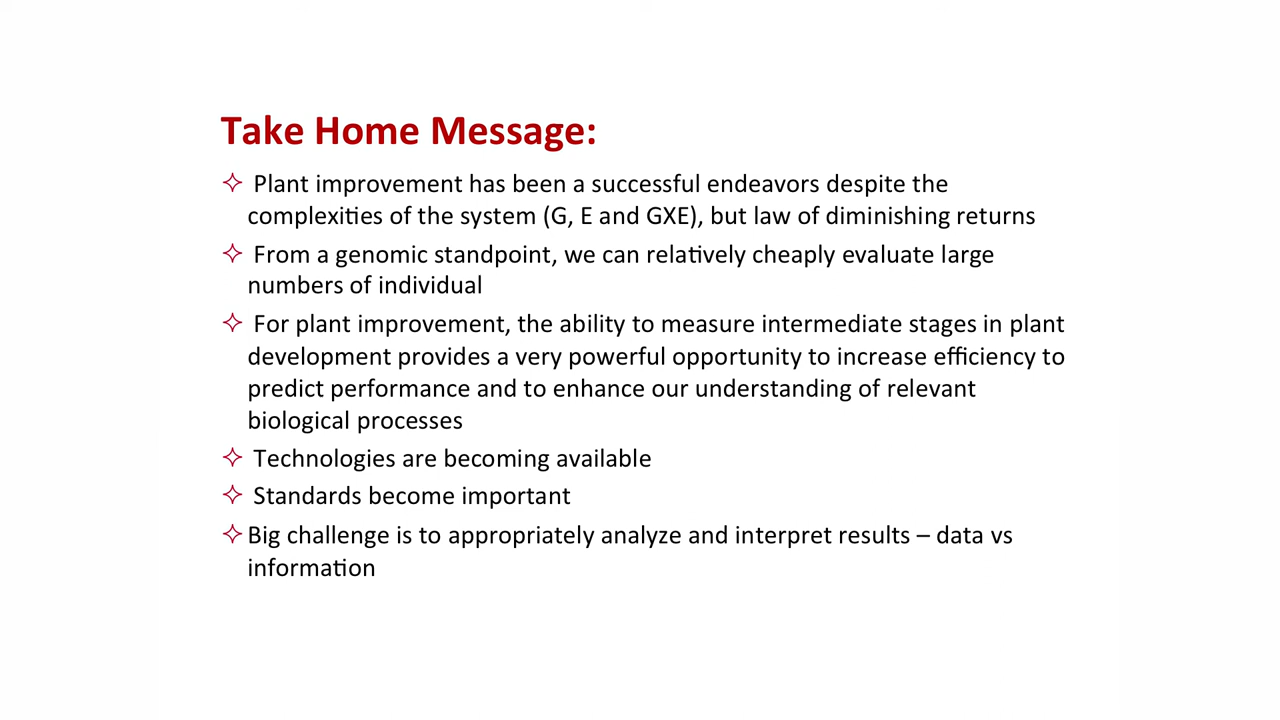 Take Home Message:
✧ Plant improvement has been a successful endeavors despite the
complexities of the system (G, E and GXE), but law of diminishing returns
✧ From a genomic standpoint, we can relatively cheaply evaluate large
numbers of individual
✧ For plant improvement, the ability to measure intermediate stages in plant
development provides a very powerful opportunity to increase efficiency to
predict performance and to enhance our understanding of relevant
biological processes
✧ Technologies are becoming available
✧ Standards become important
✧ Big challenge is to appropriately analyze and interpret results – data vs
information